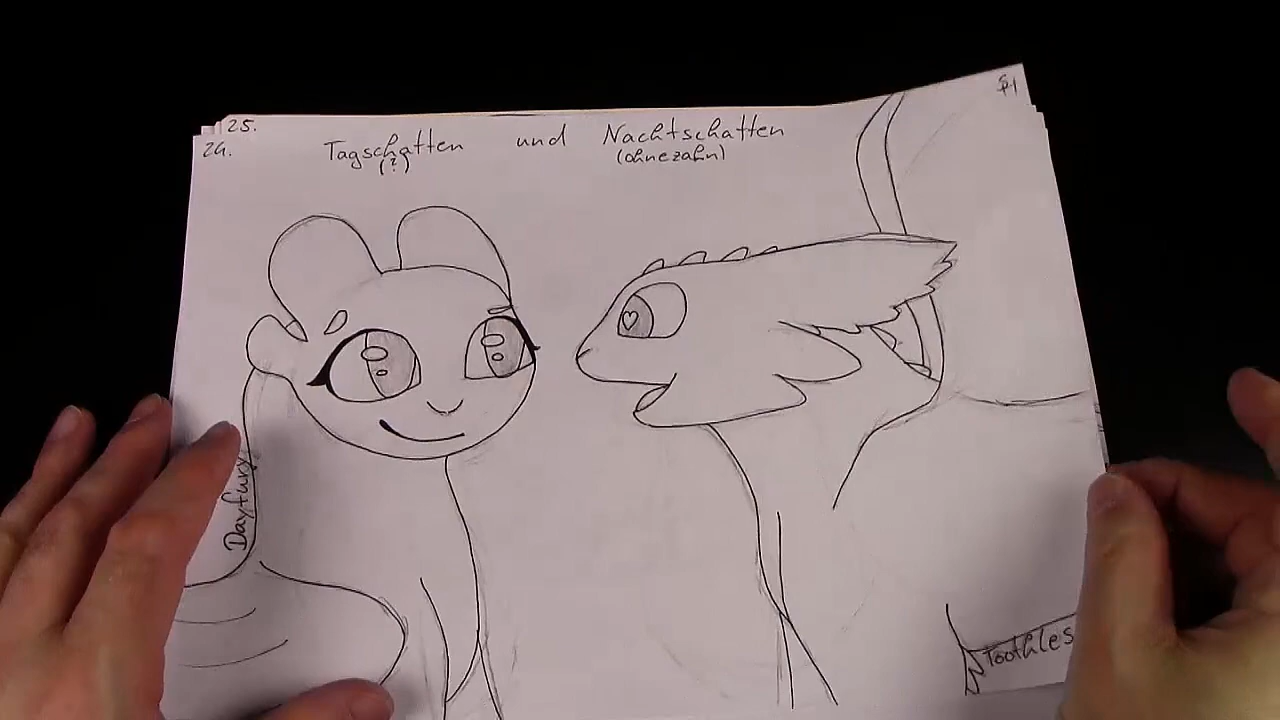 25.
24.
Tagschatten und Nachtschatten
(?) (Ohnezahn)
Dayfury
Toothles